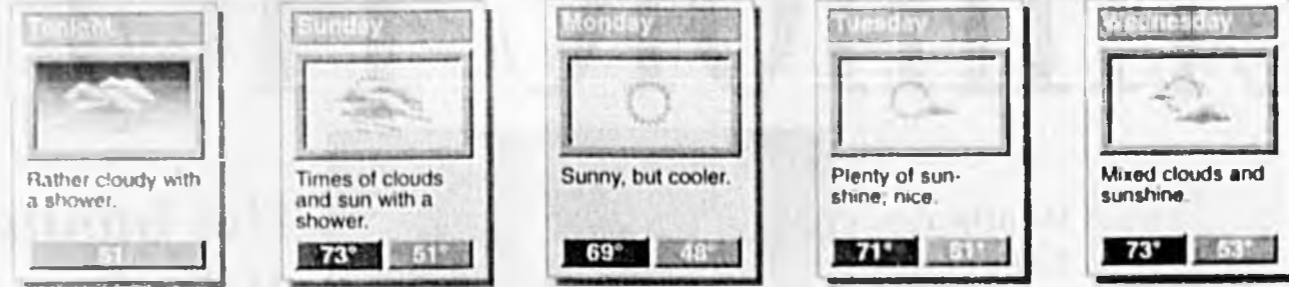 Tonight
Rather cloudy with
a shower.
51
Sunday
Times of clouds
and sun with a
shower.
73° 51°
Monday
Sunny, but cooler.
69° 48°
Tuesday
Plenty of sun-
shine; nice.
71° 51°
Wednesday
Mixed clouds and
sunshine.
73° 53°